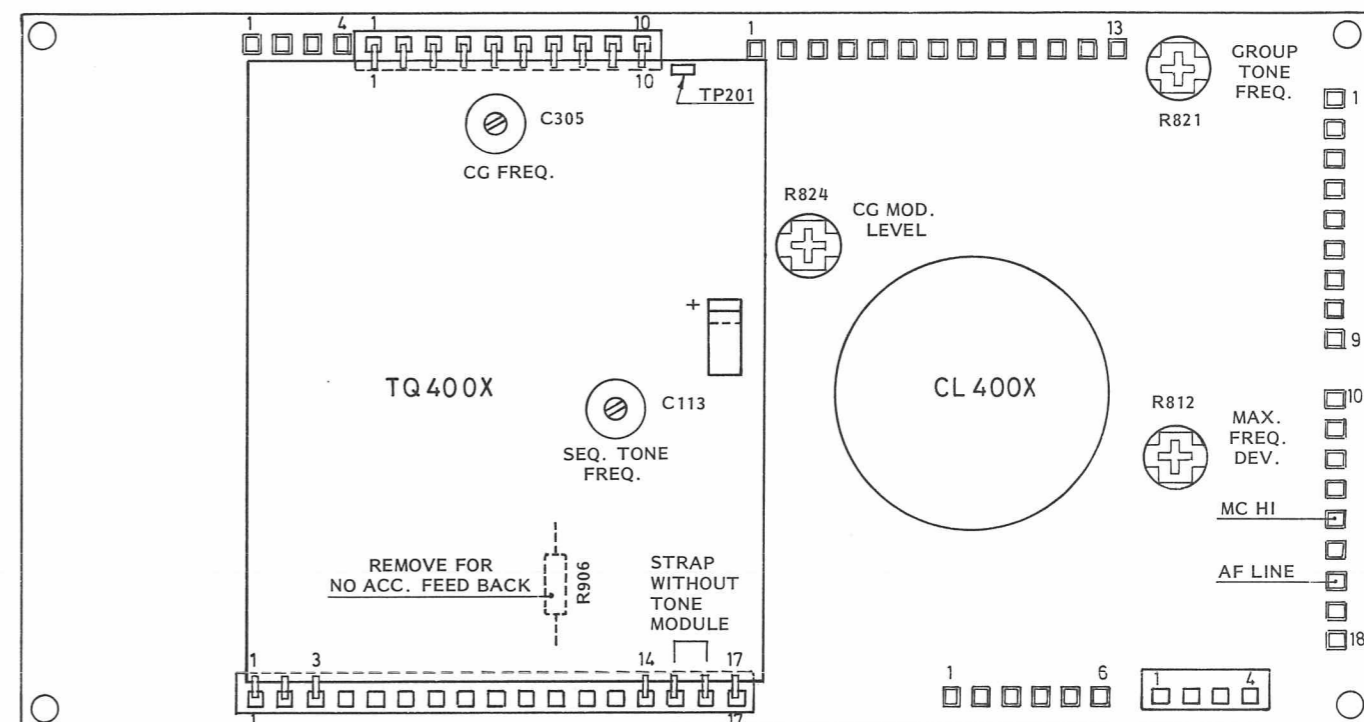 1
4
1
10
1
13
1
10
TP201
GROUP
TONE
FREQ.
R821
1
C305
CG FREQ.
R824
CG MOD.
LEVEL
+
9
TQ400X
CL400X
10
C113
R812
MAX.
FREQ.
DEV.
SEQ. TONE
FREQ.
MC HI
REMOVE FOR
NO ACC. FEED BACK
R906
STRAP
WITHOUT
TONE
MODULE
AF LINE
18
1
3
14
17
1
6
1
4
1
17